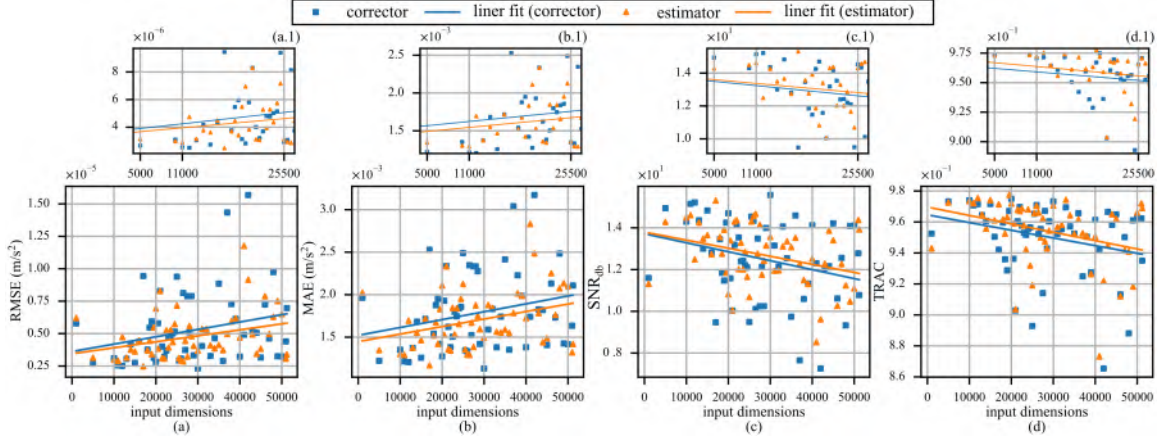 corrector liner fit (corrector) estimator liner fit (estimator)
×10⁻⁶ (a.1) ×10⁻³ (b.1) ×10¹ (c.1) ×10⁻¹ (d.1)
8 2.5 1.4 9.75
6 2.0 1.2 9.50
4 1.5 1.0 9.00
5000 11000 25500 5000 11000 25500 5000 11000 25500 5000 11000 25500
×10⁻⁵ ×10⁻³ ×10¹ ×10⁻¹
RMSE (m/s²)
1.50
1.25
1.00
0.75
0.50
0.25
MAE (m/s²)
3.0
2.5
2.0
1.5
SNR_db
1.4
1.2
1.0
0.8
TRAC
9.8
9.6
9.4
9.2
9.0
8.8
8.6
0 10000 20000 30000 40000 50000 0 10000 20000 30000 40000 50000 0 10000 20000 30000 40000 50000 0 10000 20000 30000 40000 50000
input dimensions input dimensions input dimensions input dimensions
(a) (b) (c) (d)